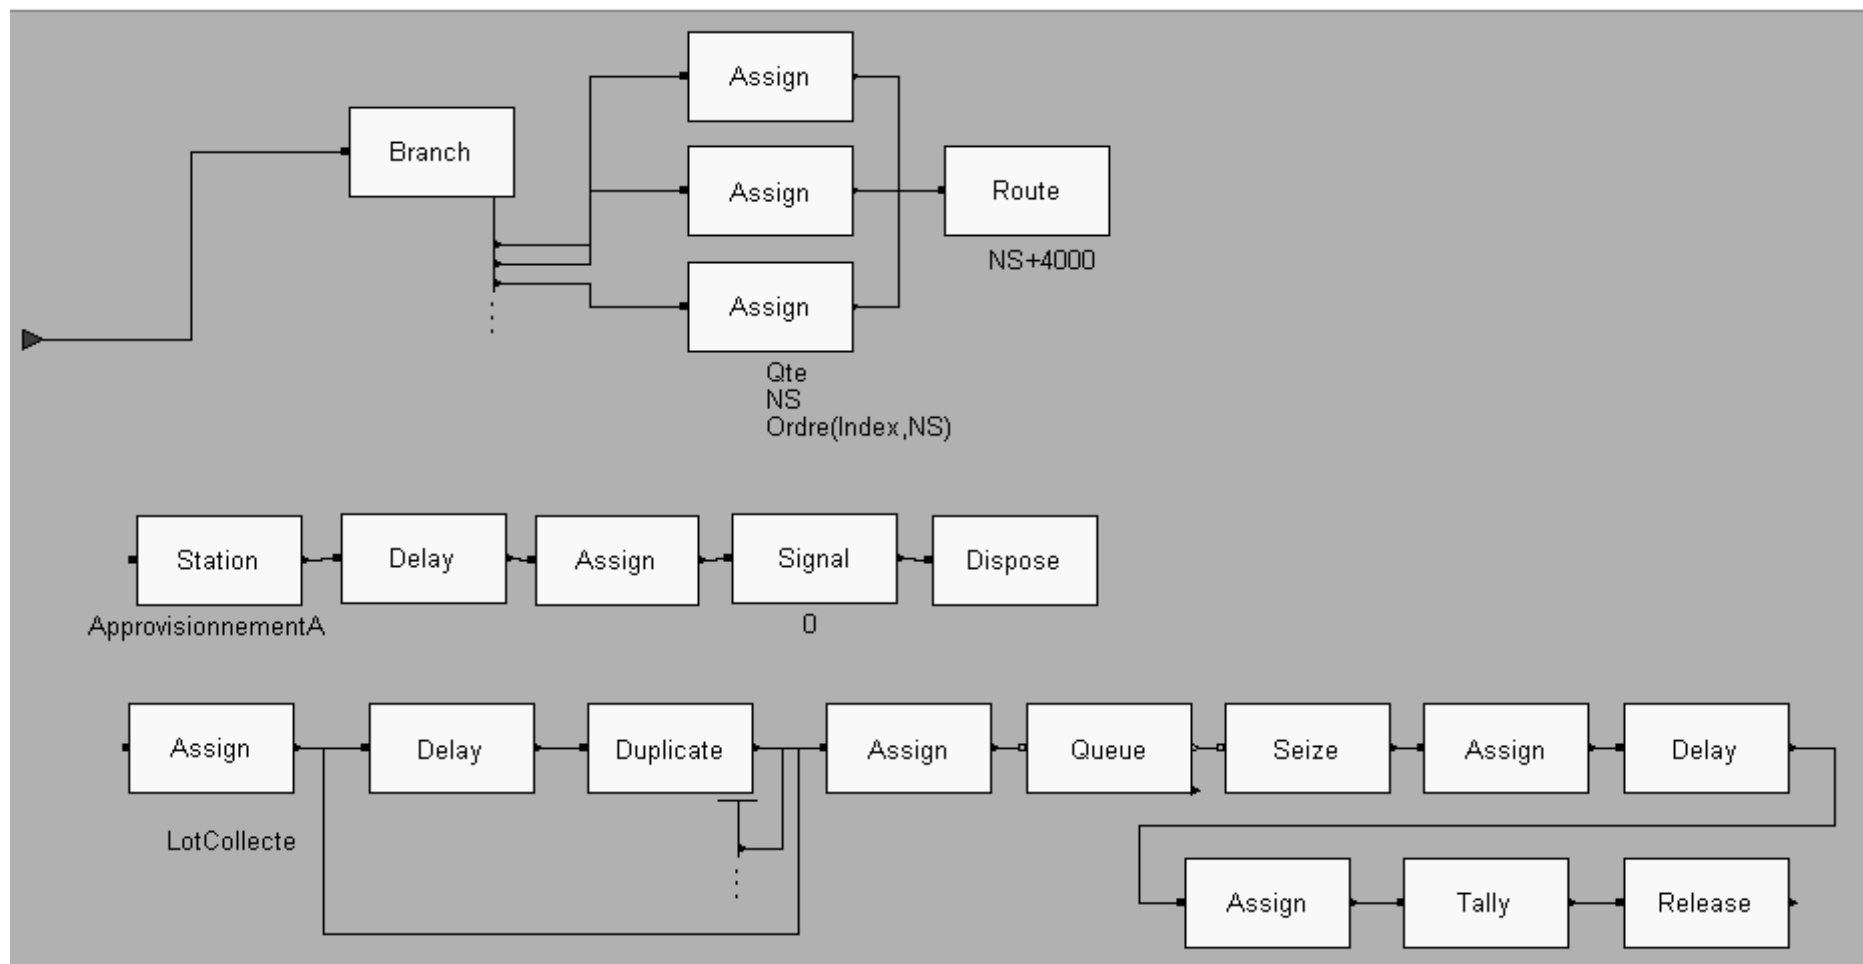 Assign
Branch
Assign
Route
NS+4000
Assign
Qte
NS
Ordre(Index,NS)
Station
Delay
Assign
Signal
Dispose
ApprovisionnementA
0
Assign
Delay
Duplicate
Assign
Queue
Seize
Assign
Delay
LotCollecte
Assign
Tally
Release